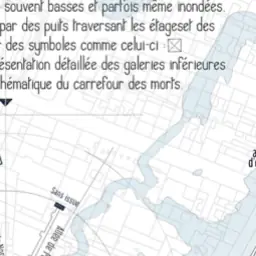 souvent basses et parfois même inondées.
par des puits traversant les étageset des
des symboles comme celui-ci :
ésentation détaillée des galeries inférieures
hématique du carrefour des morts.